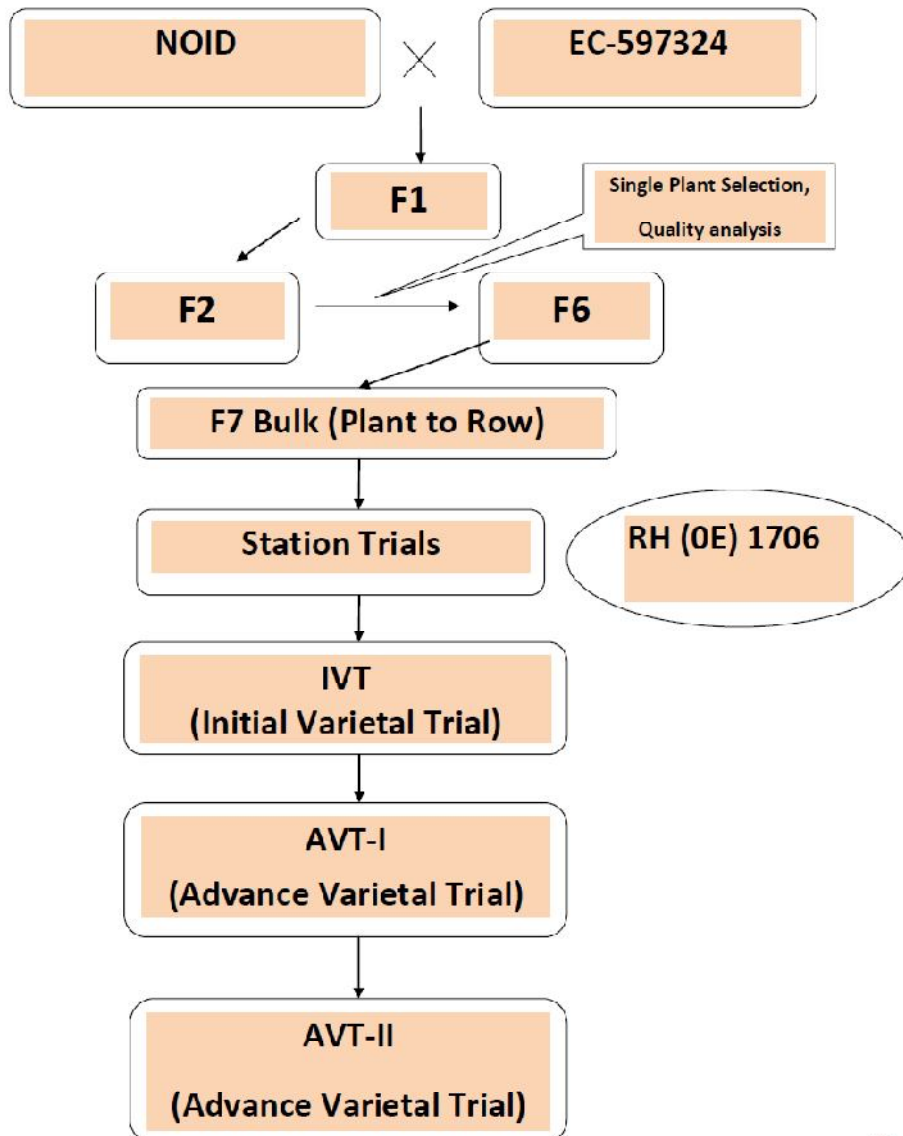 NOID
EC-597324
F1
Single Plant Selection,
Quality analysis
F2
F6
F7 Bulk (Plant to Row)
Station Trials
RH (0E) 1706
IVT
(Initial Varietal Trial)
AVT-I
(Advance Varietal Trial)
AVT-II
(Advance Varietal Trial)